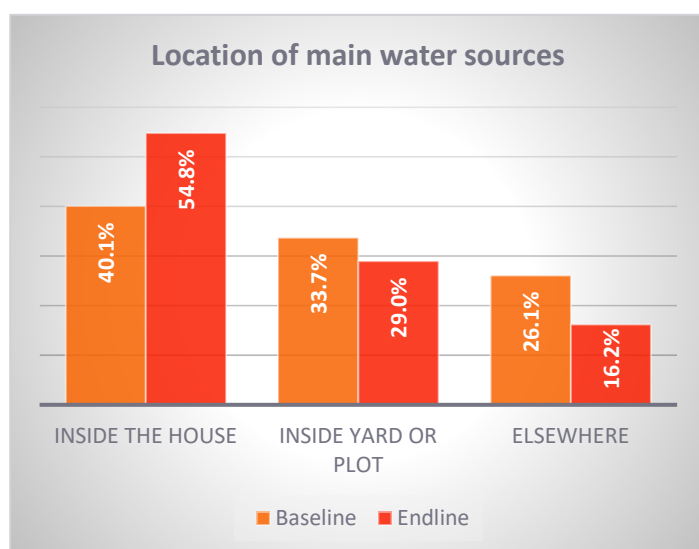 Location of main water sources
40.1%
54.8%
33.7%
29.0%
26.1%
16.2%
INSIDE THE HOUSE
INSIDE YARD OR
PLOT
ELSEWHERE
Baseline
Endline